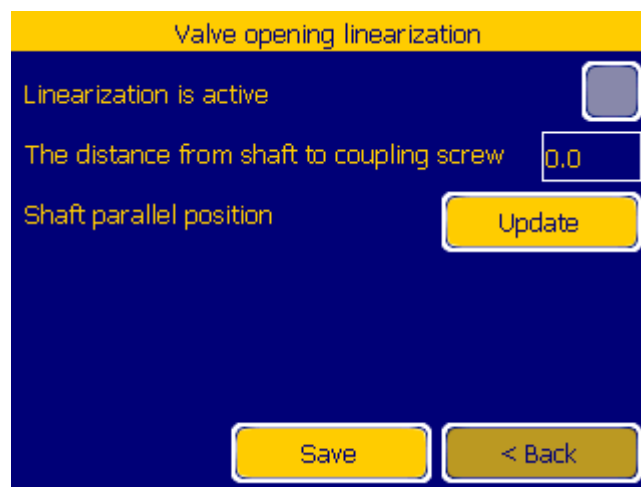 Valve opening linearization
Linearization is active
The distance from shaft to coupling screw 0.0
Shaft parallel position Update
Save < Back